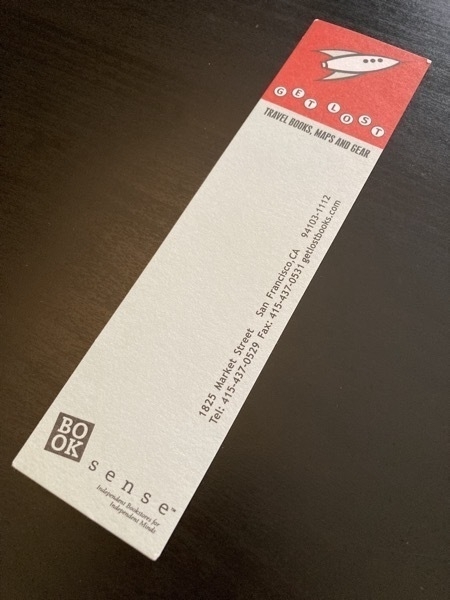 GET LOST
TRAVEL BOOKS, MAPS AND GEAR
1825 Market Street San Francisco, CA 94103-1112
Tel: 415-437-0529 Fax: 415-437-0531 getlostbooks.com
BO
OK
sense™
Independent Bookstores for
Independent Minds